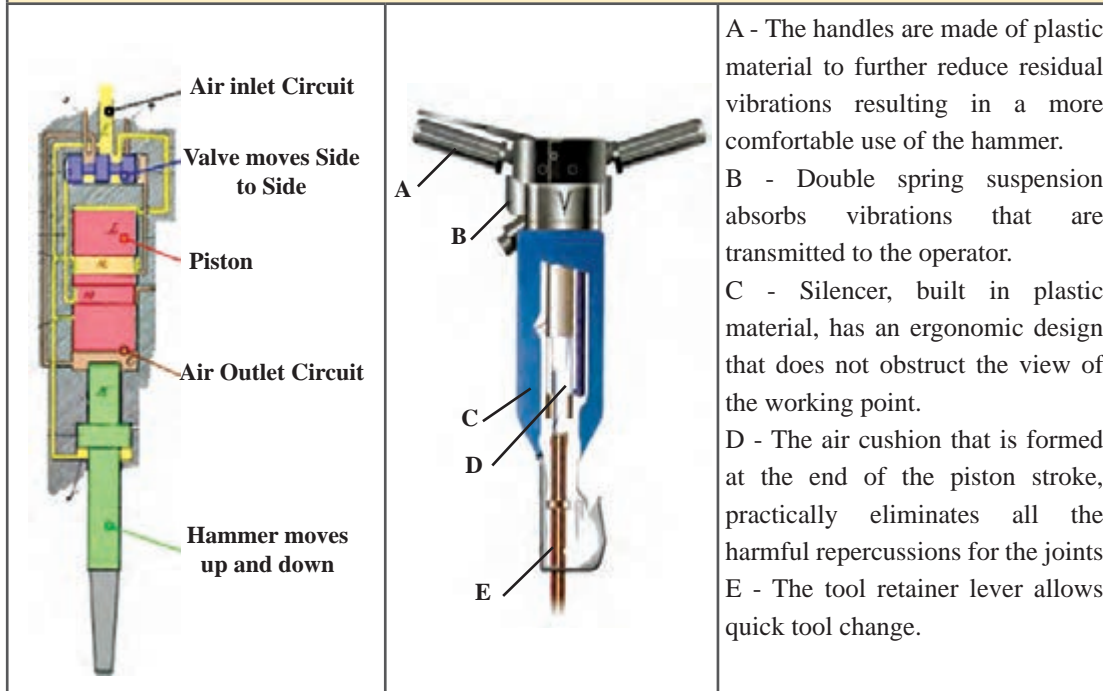 Air inlet Circuit
Valve moves Side
to Side
Piston
Air Outlet Circuit
Hammer moves
up and down
A
B
C
D
E
A - The handles are made of plastic
material to further reduce residual
vibrations resulting in a more
comfortable use of the hammer.
B - Double spring suspension
absorbs vibrations that are
transmitted to the operator.
C - Silencer, built in plastic
material, has an ergonomic design
that does not obstruct the view of
the working point.
D - The air cushion that is formed
at the end of the piston stroke,
practically eliminates all the
harmful repercussions for the joints
E - The tool retainer lever allows
quick tool change.